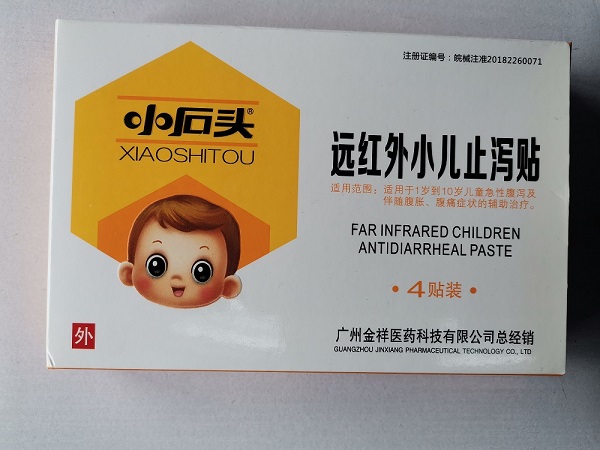 注册证编号：皖械注准20182260071
小石头®
XIAOSHITOU
远红外小儿止泻贴
适用范围：适用于1岁到10岁儿童急性腹泻及
伴随腹胀、腹痛症状的辅助治疗。
FAR INFRARED CHILDREN
ANTIDIARRHEAL PASTE
• 4贴装 •
外
广州金祥医药科技有限公司总经销
GUANGZHOU JINXIANG PHARMACEUTICAL TECHNOLOGY CO., LTD